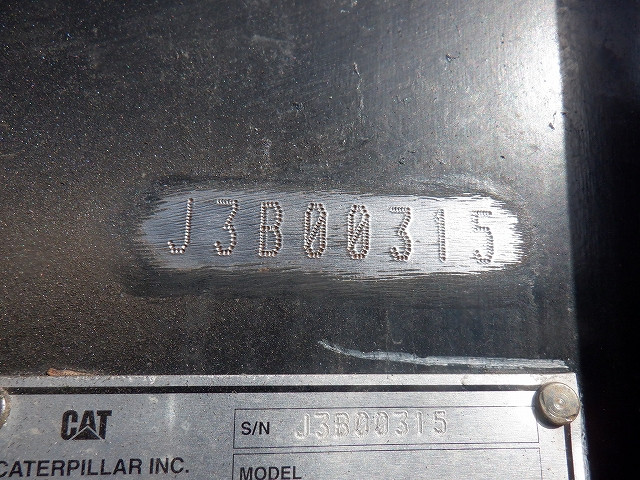 J3B00315
CAT
S/N J3B00315
CATERPILLAR INC.
MODEL